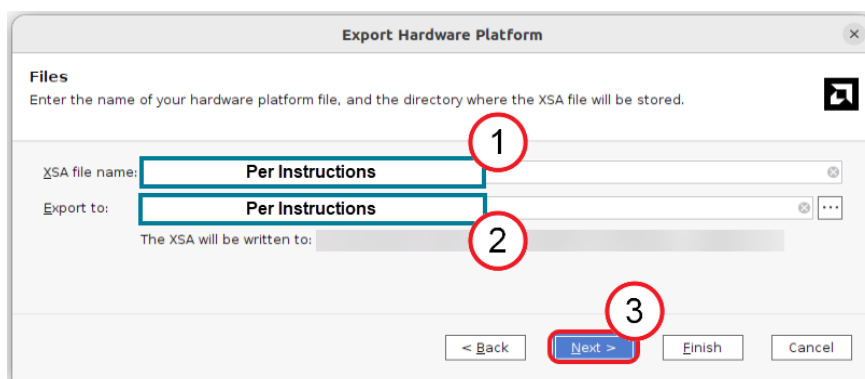 Export Hardware Platform
Files
Enter the name of your hardware platform file, and the directory where the XSA file will be stored.
1
XSA file name: Per Instructions
Export to: Per Instructions ...
2
The XSA will be written to:
3
< Back Next > Finish Cancel